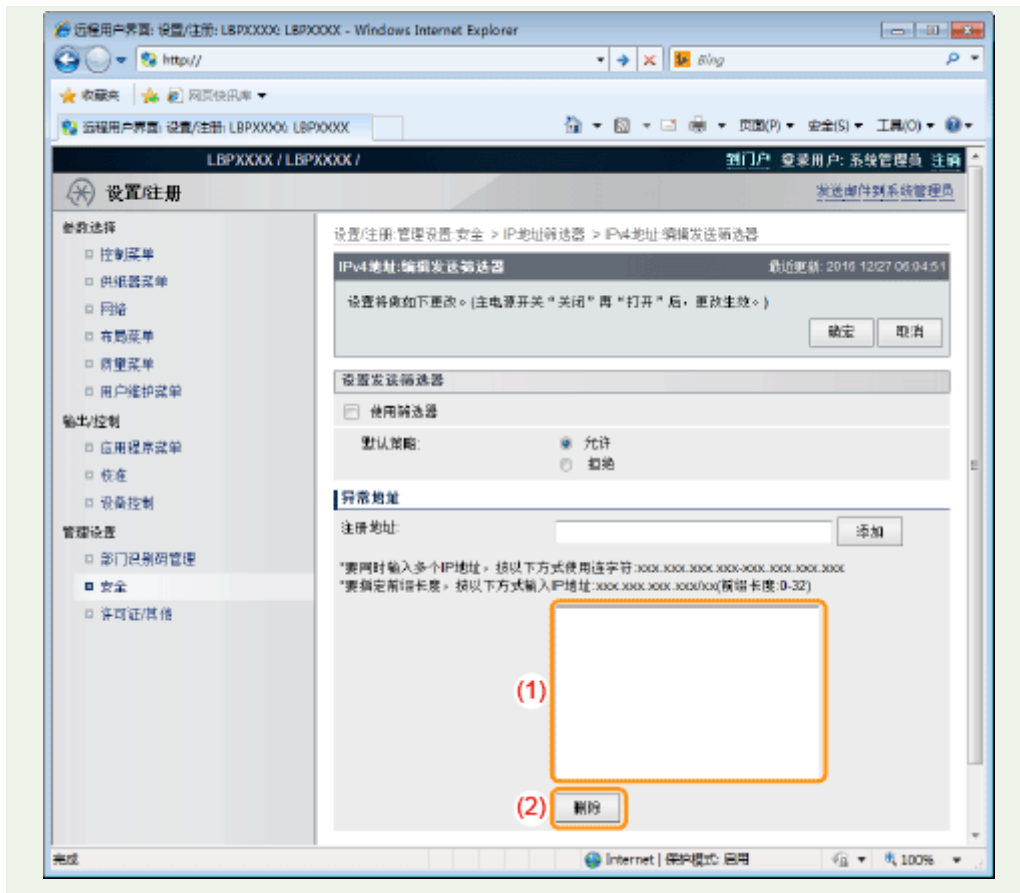 远程用户界面: 设置/注册: LBPXXXX: LBPXXXX - Windows Internet Explorer
http://
Bing
收藏夹 网页快讯库
远程用户界面: 设置/注册: LBPXXXX: LBPXXXX
页面(P) 安全(S) 工具(O)
LBPXXXX / LBPXXXX /
到门户 登录用户: 系统管理员 注销
设置/注册
发送邮件到系统管理员
参数选择
控制菜单
供纸器菜单
网络
布局菜单
质量菜单
用户维护菜单
输出/控制
应用程序菜单
校准
设备控制
管理设置
部门识别码管理
安全
许可证/其他
设置/注册:管理设置:安全 > IP地址筛选器 > IPv4地址:编辑发送筛选器
IPv4地址:编辑发送筛选器
最近更新: 2016 12/27 06:04:51
设置将做如下更改。(主电源开关“关闭”再“打开”后，更改生效。)
确定 取消
设置发送筛选器
使用筛选器
默认策略:
允许
拒绝
异常地址
注册地址:
添加
*要同时输入多个IP地址，按以下方式使用连字符:xxx.xxx.xxx.xxx-xxx.xxx.xxx.xxx
*要指定前缀长度，按以下方式输入IP地址:xxx.xxx.xxx.xxx/xx(前缀长度:0-32)
(1)
(2)
删除
完成
Internet | 保护模式: 启用
100%